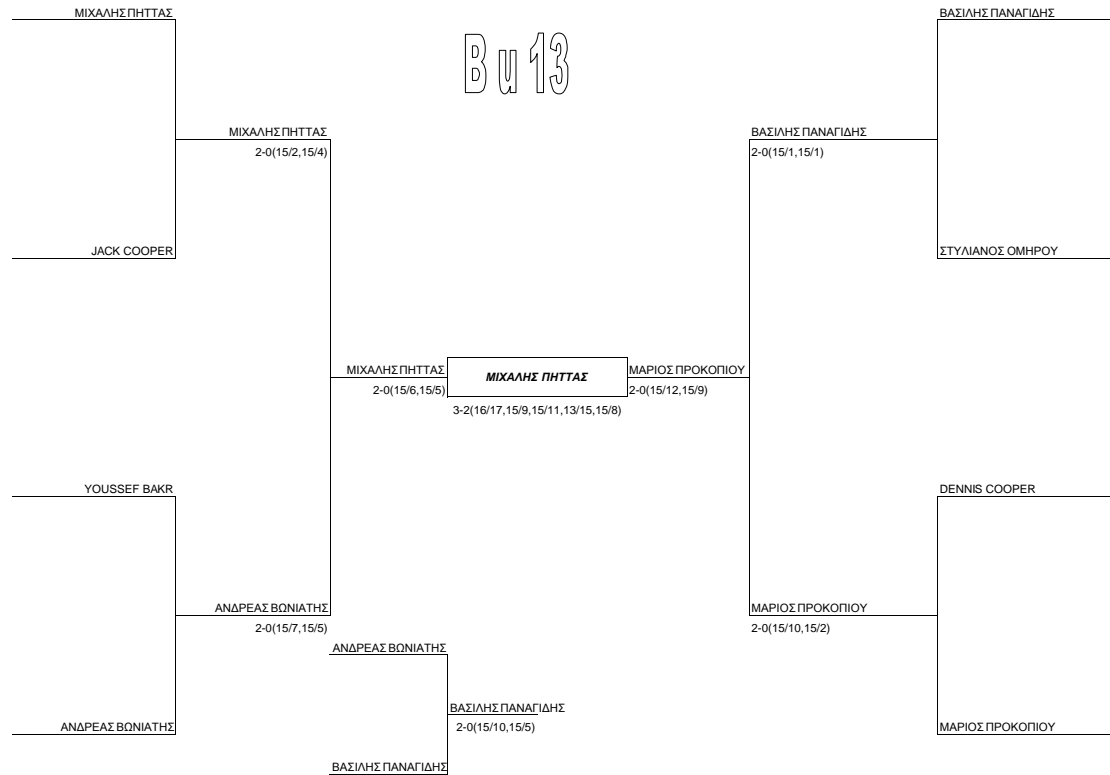 ΜΙΧΑΛΗΣ ΠΗΤΤΑΣ
ΒΑΣΙΛΗΣ ΠΑΝΑΓΙΔΗΣ
B u 13
ΜΙΧΑΛΗΣ ΠΗΤΤΑΣ
2-0(15/2,15/4)
ΒΑΣΙΛΗΣ ΠΑΝΑΓΙΔΗΣ
2-0(15/1,15/1)
JACK COOPER
ΣΤΥΛΙΑΝΟΣ ΟΜΗΡΟΥ
ΜΙΧΑΛΗΣ ΠΗΤΤΑΣ
2-0(15/6,15/5)
ΜΙΧΑΛΗΣ ΠΗΤΤΑΣ
3-2(16/17,15/9,15/11,13/15,15/8)
ΜΑΡΙΟΣ ΠΡΟΚΟΠΙΟΥ
2-0(15/12,15/9)
YOUSSEF BAKR
DENNIS COOPER
ΑΝΔΡΕΑΣ ΒΩΝΙΑΤΗΣ
2-0(15/7,15/5)
ΜΑΡΙΟΣ ΠΡΟΚΟΠΙΟΥ
2-0(15/10,15/2)
ΑΝΔΡΕΑΣ ΒΩΝΙΑΤΗΣ
ΒΑΣΙΛΗΣ ΠΑΝΑΓΙΔΗΣ
2-0(15/10,15/5)
ΑΝΔΡΕΑΣ ΒΩΝΙΑΤΗΣ
ΜΑΡΙΟΣ ΠΡΟΚΟΠΙΟΥ
ΒΑΣΙΛΗΣ ΠΑΝΑΓΙΔΗΣ